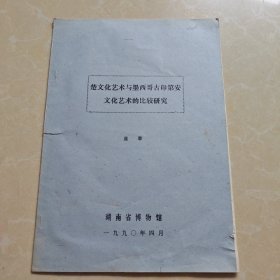 楚文化艺术与墨西哥古印第安
文化艺术的比较研究
湖南省博物馆
一九九〇年四月